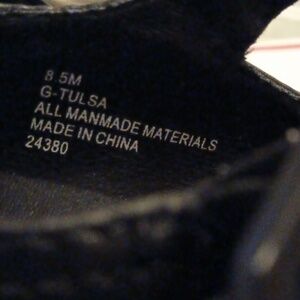 8.5M
G-TULSA
ALL MANMADE MATERIALS
MADE IN CHINA
24380